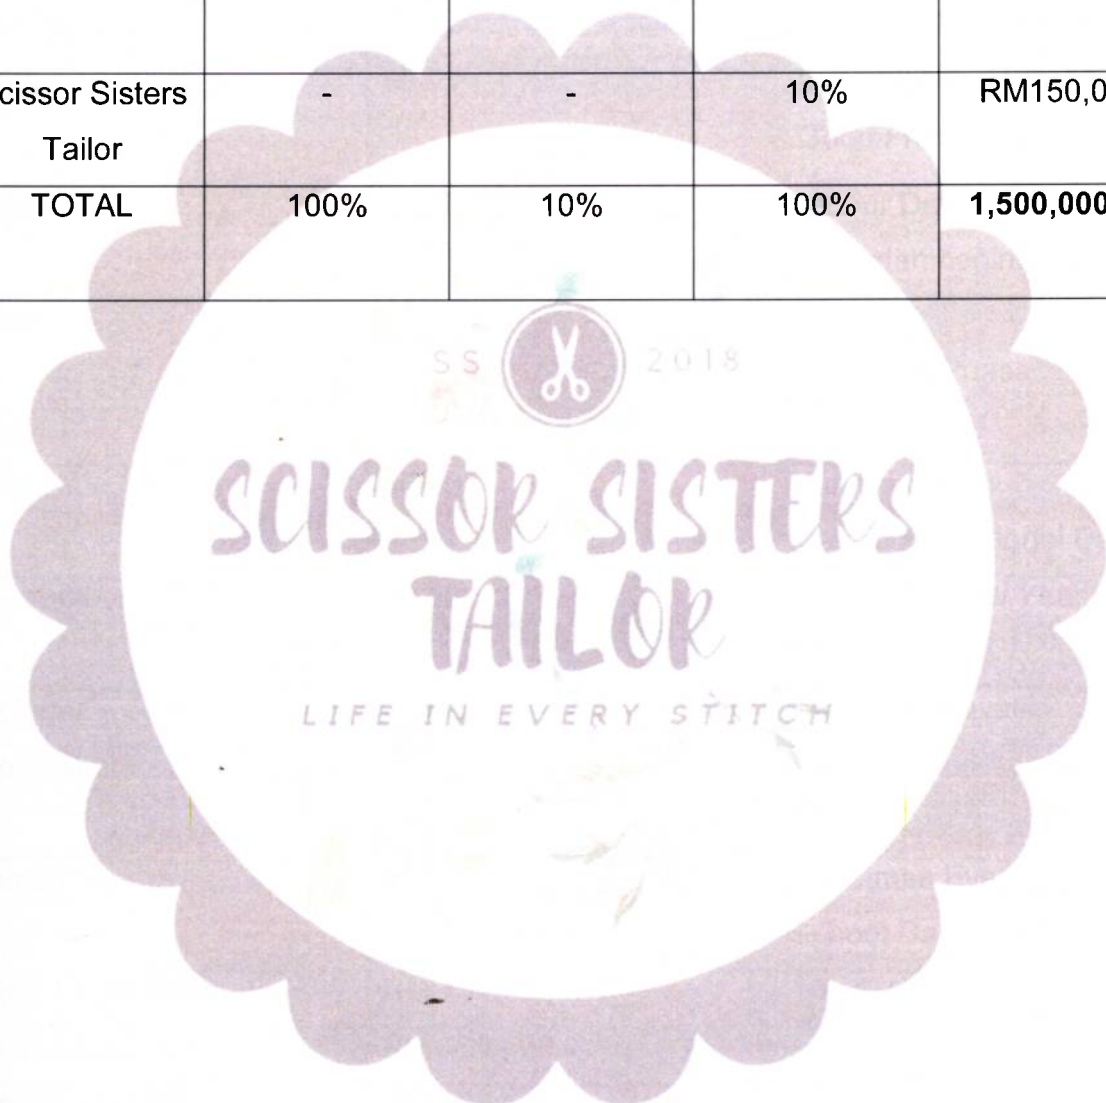 cissor Sisters - - 10% RM150,0
Tailor
TOTAL 100% 10% 100% 1,500,000
SS 2018
SCISSOR SISTERS
TAILOR
LIFE IN EVERY STITCH